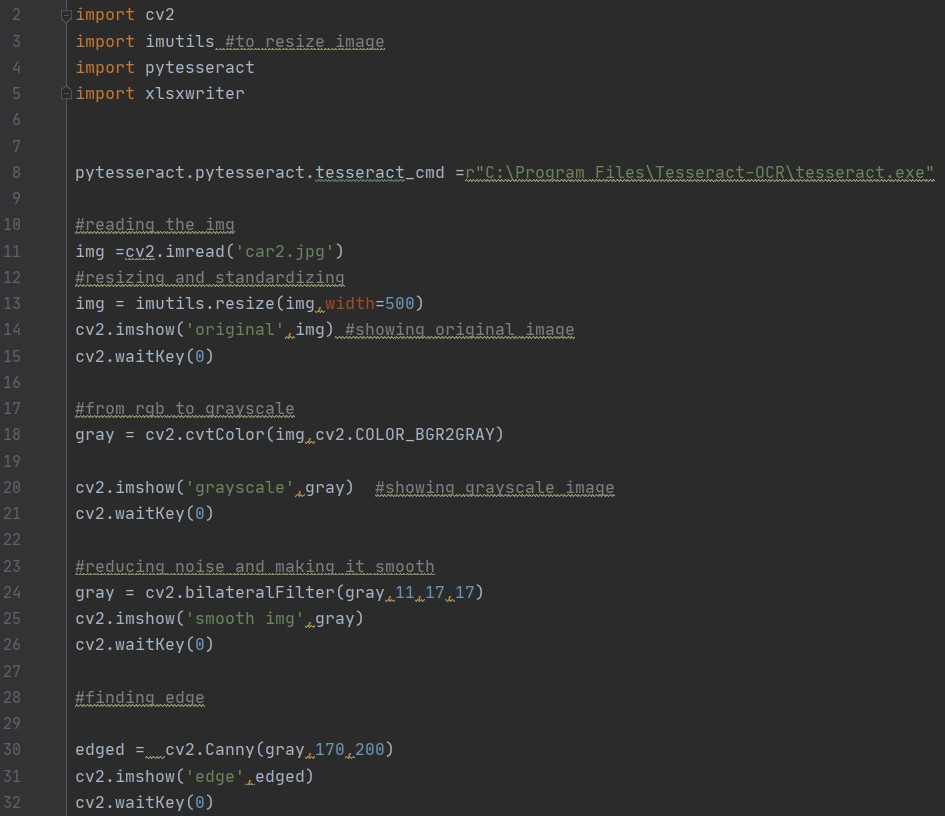 2 import cv2
3 import imutils #to resize image
4 import pytesseract
5 import xlsxwriter
6
7
8 pytesseract.pytesseract.tesseract_cmd =r"C:\Program Files\Tesseract-OCR\tesseract.exe"
9
10 #reading the img
11 img =cv2.imread('car2.jpg')
12 #resizing and standardizing
13 img = imutils.resize(img,width=500)
14 cv2.imshow('original',img) #showing original image
15 cv2.waitKey(0)
16
17 #from rgb to grayscale
18 gray = cv2.cvtColor(img,cv2.COLOR_BGR2GRAY)
19
20 cv2.imshow('grayscale',gray)  #showing grayscale image
21 cv2.waitKey(0)
22
23 #reducing noise and making it smooth
24 gray = cv2.bilateralFilter(gray,11,17,17)
25 cv2.imshow('smooth img',gray)
26 cv2.waitKey(0)
27
28 #finding edge
29
30 edged =  cv2.Canny(gray,170,200)
31 cv2.imshow('edge',edged)
32 cv2.waitKey(0)